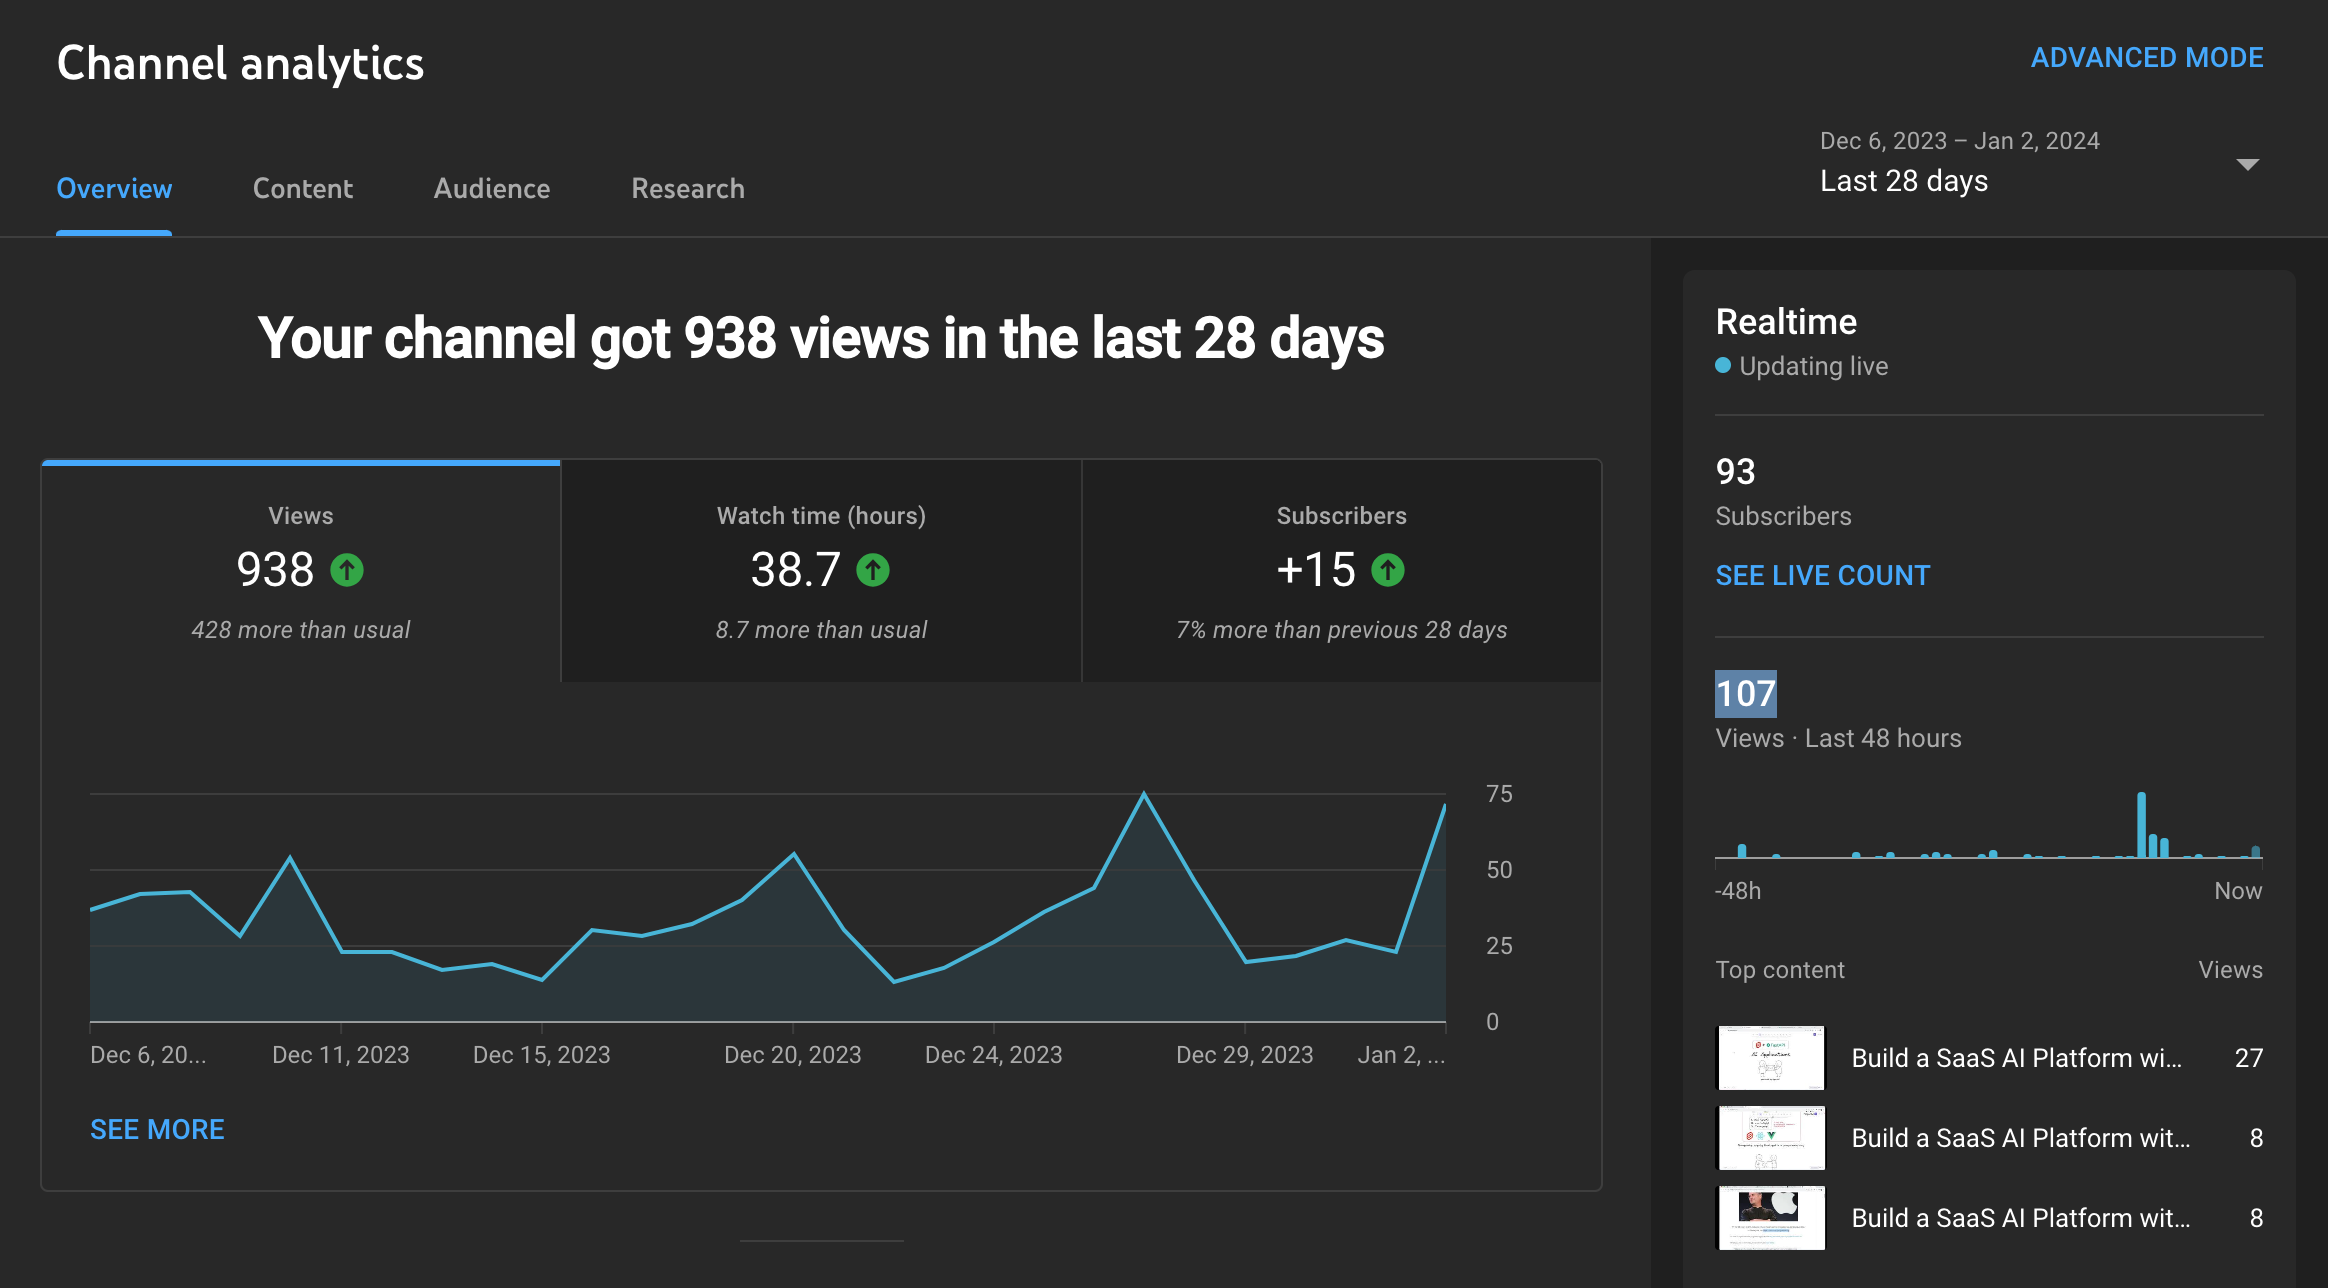 Channel analytics
ADVANCED MODE
Overview
Content
Audience
Research
Dec 6, 2023 – Jan 2, 2024
Last 28 days
Your channel got 938 views in the last 28 days
Views
938
428 more than usual
Watch time (hours)
38.7
8.7 more than usual
Subscribers
+15
7% more than previous 28 days
75
50
25
0
Dec 6, 20...
Dec 11, 2023
Dec 15, 2023
Dec 20, 2023
Dec 24, 2023
Dec 29, 2023
Jan 2, ...
SEE MORE
Realtime
Updating live
93
Subscribers
SEE LIVE COUNT
107
Views · Last 48 hours
-48h
Now
Top content
Views
Build a SaaS AI Platform wi...
27
Build a SaaS AI Platform wit...
8
Build a SaaS AI Platform wit...
8